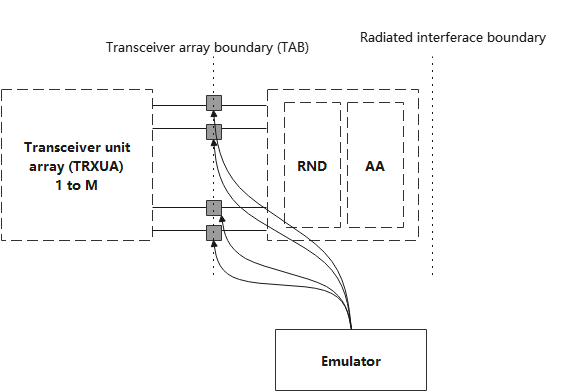 Transceiver array boundary (TAB)
Radiated interferace boundary
Transceiver unit
array (TRXUA)
1 to M
RND
AA
Emulator